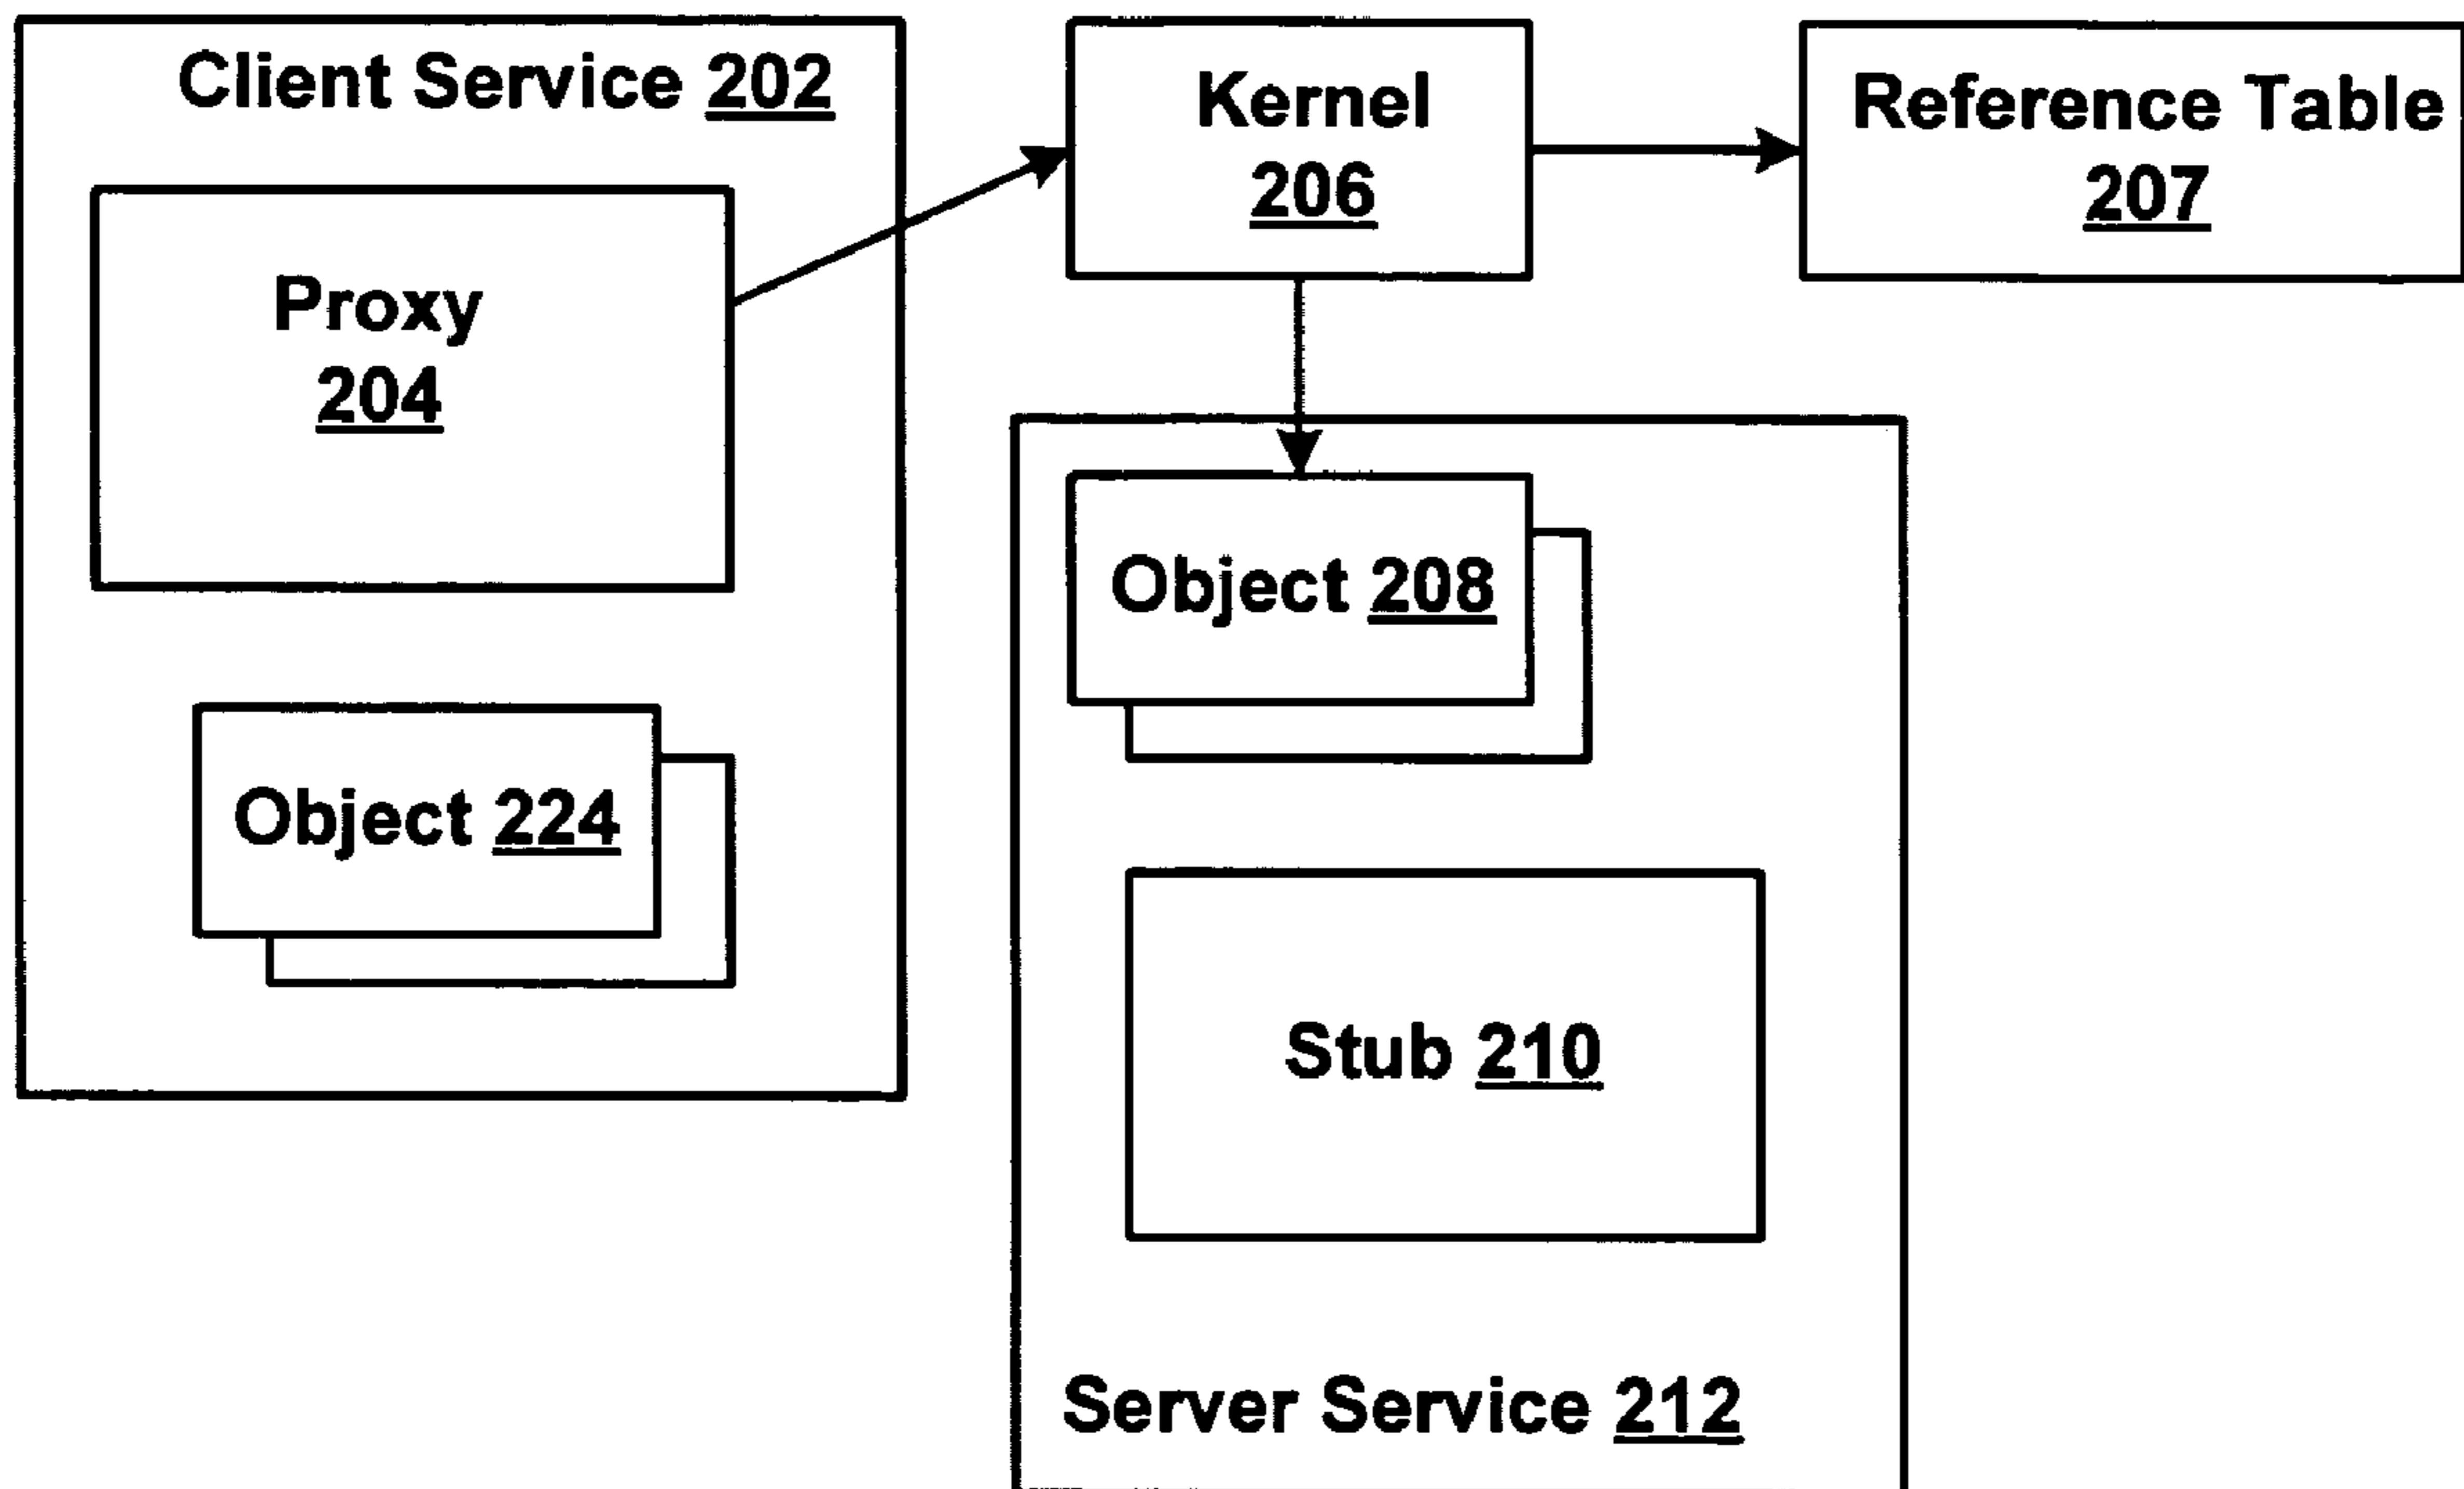 Client Service 202
Kernel
206
Reference Table
207
Proxy
204
Object 208
Object 224
Stub 210
Server Service 212